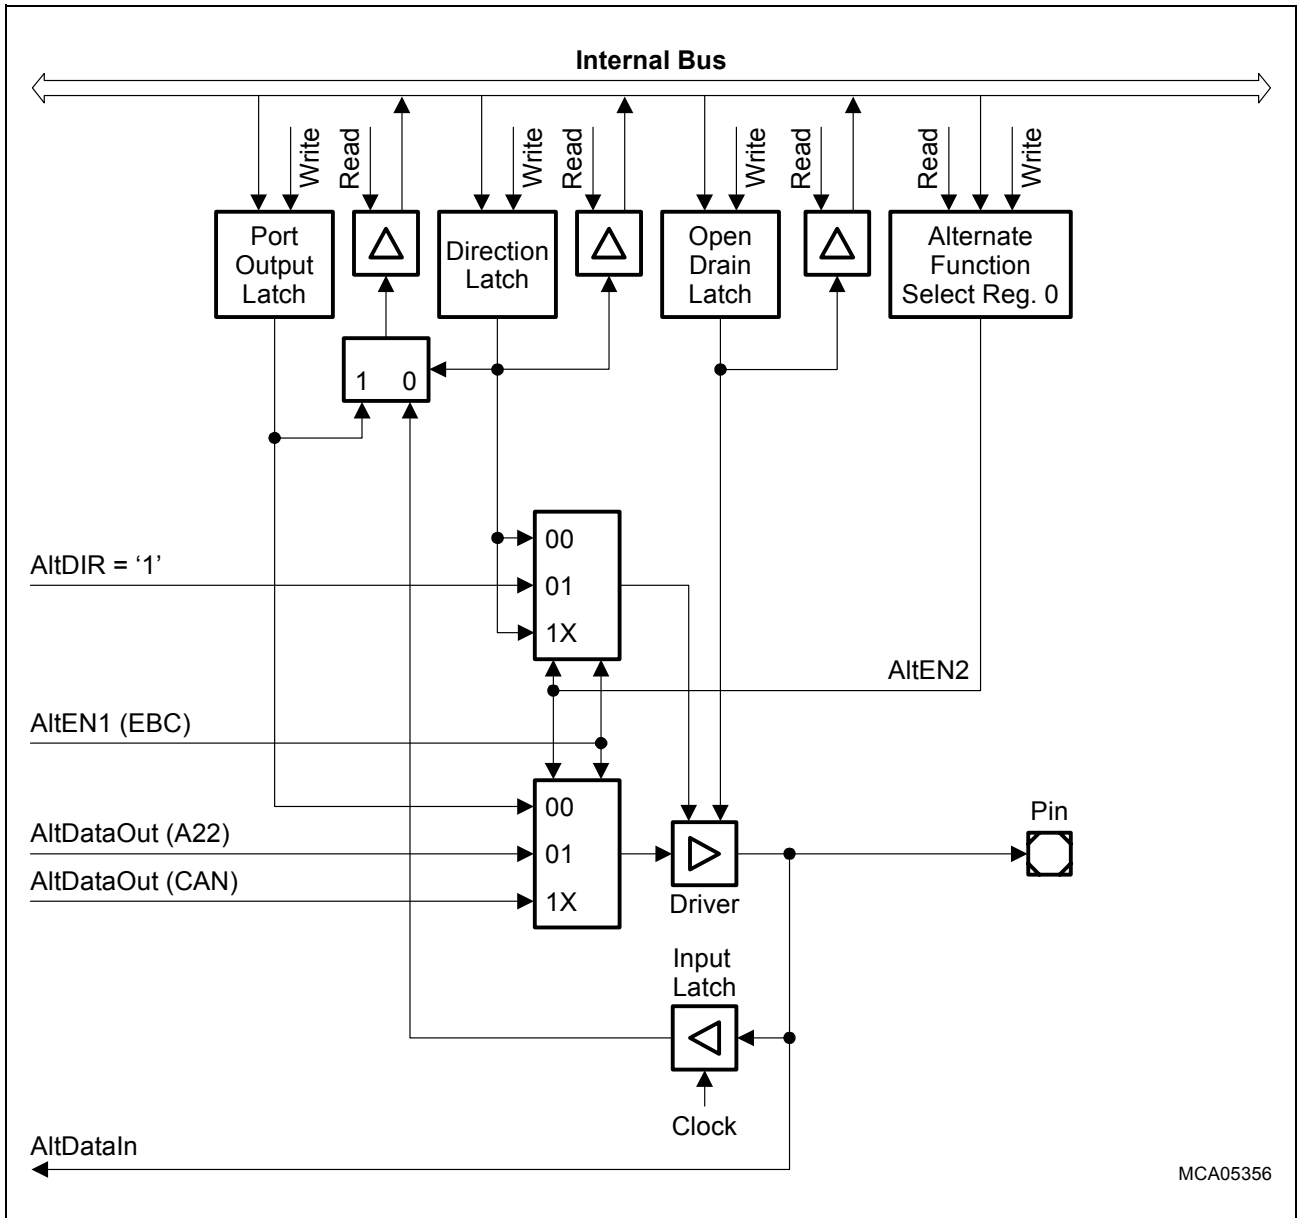 Internal Bus
Write
Read
Write
Read
Write
Read
Read
Write
Port
Output
Latch
Direction
Latch
Open
Drain
Latch
Alternate
Function
Select Reg. 0
1 0
00
AltDIR = ‘1’
01
1X
AltEN2
AltEN1 (EBC)
00
Pin
AltDataOut (A22)
01
AltDataOut (CAN)
1X
Driver
Input
Latch
Clock
AltDataIn
MCA05356